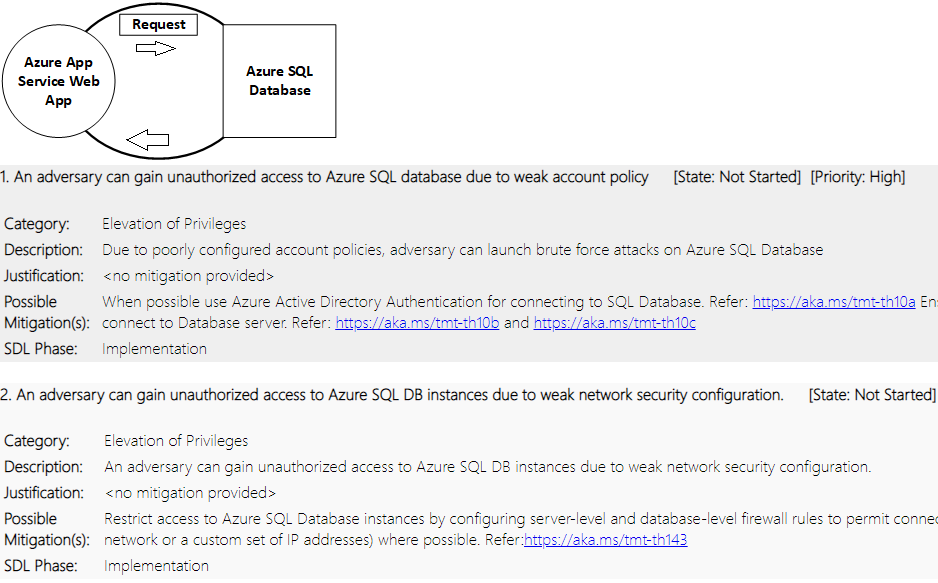 Request
Azure App
Service Web
App
Azure SQL
Database
1. An adversary can gain unauthorized access to Azure SQL database due to weak account policy [State: Not Started] [Priority: High]
Category: Elevation of Privileges
Description: Due to poorly configured account policies, adversary can launch brute force attacks on Azure SQL Database
Justification: <no mitigation provided>
Possible When possible use Azure Active Directory Authentication for connecting to SQL Database. Refer: https://aka.ms/tmt-th10a
Mitigation(s): connect to Database server. Refer: https://aka.ms/tmt-th10b and https://aka.ms/tmt-th10c
SDL Phase: Implementation
2. An adversary can gain unauthorized access to Azure SQL DB instances due to weak network security configuration. [State: Not Started]
Category: Elevation of Privileges
Description: An adversary can gain unauthorized access to Azure SQL DB instances due to weak network security configuration.
Justification: <no mitigation provided>
Possible Restrict access to Azure SQL Database instances by configuring server-level and database-level firewall rules to permit
Mitigation(s): network or a custom set of IP addresses) where possible. Refer:https://aka.ms/tmt-th143
SDL Phase: Implementation